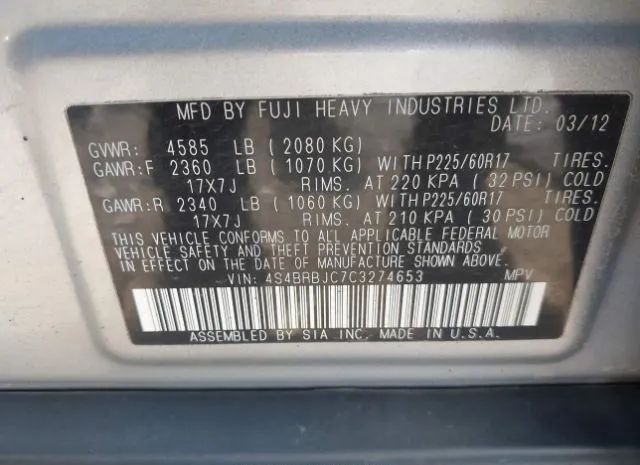 MFD BY FUJI HEAVY INDUSTRIES LTD.
DATE: 03/12
GVWR: 4585 LB ( 2080 KG)
GAWR:F 2360 LB ( 1070 KG) WITH P225/60R17 TIRES.
17X7J RIMS. AT 220 KPA ( 32 PSI) COLD
GAWR:R 2340 LB ( 1060 KG) WITH P225/60R17 TIRES.
17X7J RIMS. AT 210 KPA ( 30 PSI) COLD
THIS VEHICLE CONFORMS TO ALL APPLICABLE FEDERAL MOTOR
VEHICLE SAFETY AND THEFT PREVENTION STANDARDS
IN EFFECT ON THE DATE OF MANUFACTURE SHOWN ABOVE.
VIN: 4S4BRBJC7C3274653 MPV
ASSEMBLED BY SIA INC. MADE IN U.S.A.